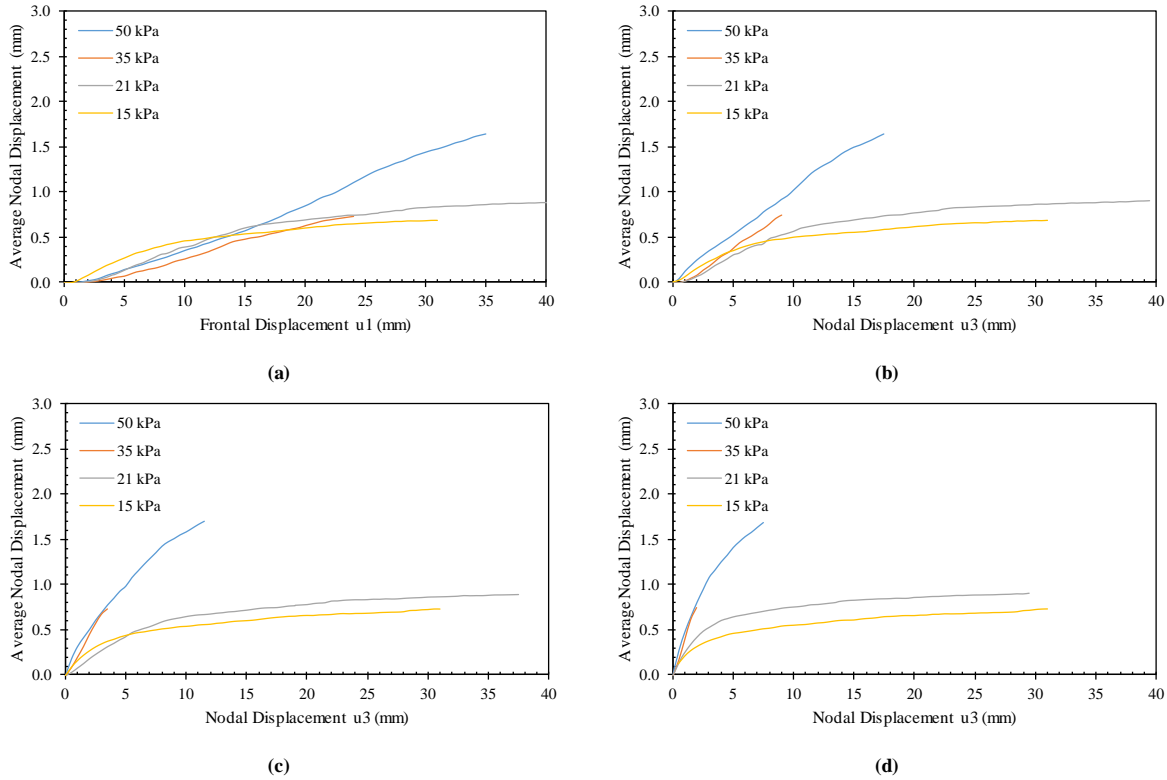 Average Nodal Displacement (mm)
3.0
2.5
2.0
1.5
1.0
0.5
0.0
50 kPa
35 kPa
21 kPa
15 kPa
0 5 10 15 20 25 30 35 40
Frontal Displacement u1 (mm)
(a)
Average Nodal Displacement (mm)
3.0
2.5
2.0
1.5
1.0
0.5
0.0
50 kPa
35 kPa
21 kPa
15 kPa
0 5 10 15 20 25 30 35 40
Nodal Displacement u3 (mm)
(b)
Average Nodal Displacement (mm)
3.0
2.5
2.0
1.5
1.0
0.5
0.0
50 kPa
35 kPa
21 kPa
15 kPa
0 5 10 15 20 25 30 35 40
Nodal Displacement u3 (mm)
(c)
Average Nodal Displacement (mm)
3.0
2.5
2.0
1.5
1.0
0.5
0.0
50 kPa
35 kPa
21 kPa
15 kPa
0 5 10 15 20 25 30 35 40
Nodal Displacement u3 (mm)
(d)